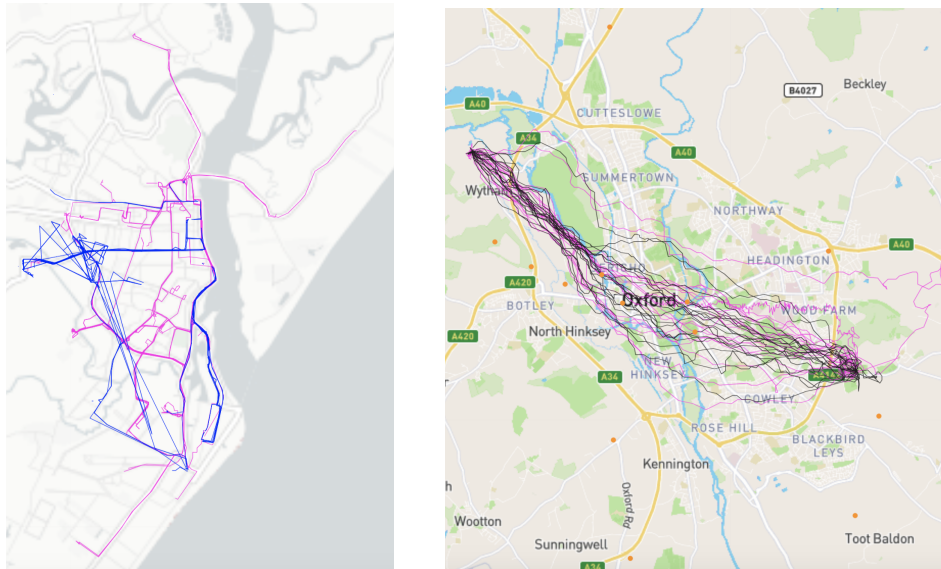 Beckley
B4027
A40
CUTTESLOWE
A34
A40
SUMMERTOWN
Wytham
NORTHWAY
A40
HEADINGTON
A420
Oxford
BOTLEY
WOOD FARM
North Hinksey
A420
NEW
HINKSEY
A34
COWLEY
ROSE HILL
BLACKBIRD
LEYS
Kennington
h
Oxford Rd
Wootton
Toot Baldon
Sunningwell
A34